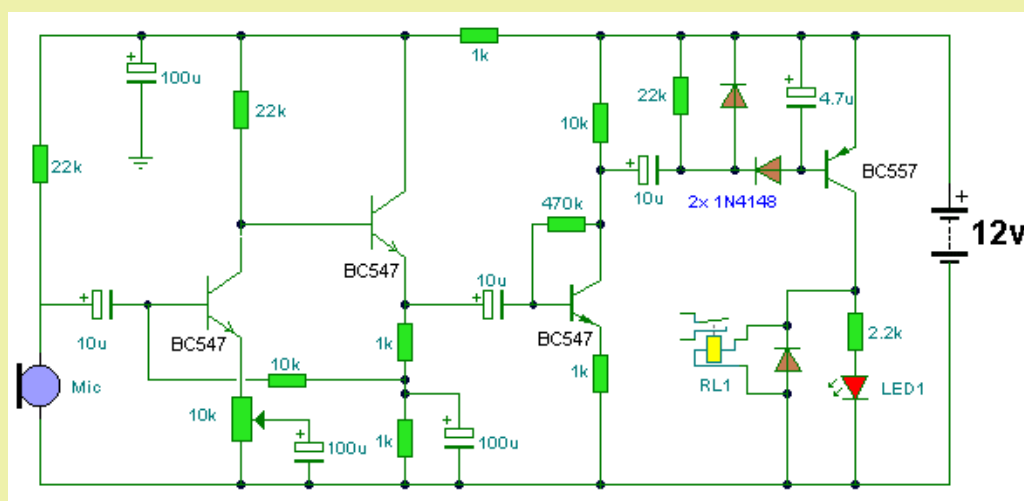 1k
100u
22k
22k
22k
10k
4.7u
BC557
10u
2x 1N4148
470k
12v
BC547
10u
BC547
10u
BC547
1k
2.2k
Mic
10k
1k
RL1
LED1
10k
100u
1k
100u